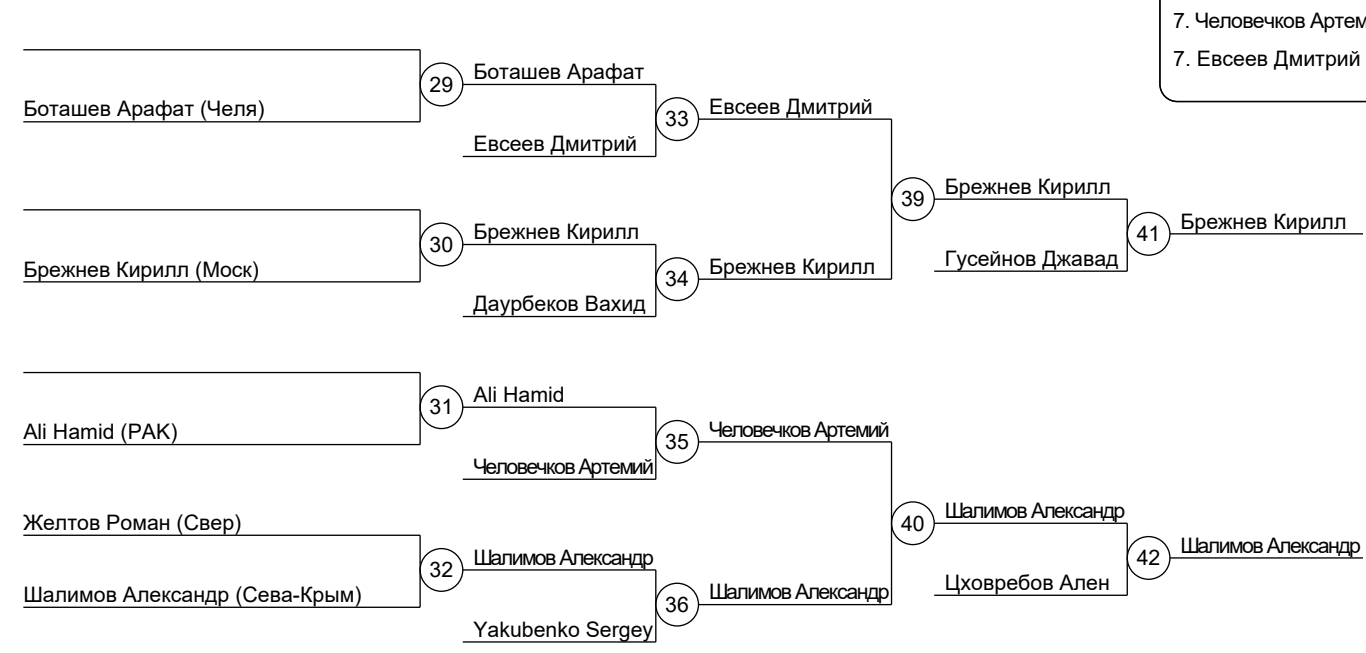 7. Человечков Артем
7. Евсеев Дмитрий
29
Боташев Арафат
Боташев Арафат (Челя)
33
Евсеев Дмитрий
Евсеев Дмитрий
39
Брежнев Кирилл
30
Брежнев Кирилл
Брежнев Кирилл (Моск)
34
Брежнев Кирилл
Даурбеков Вахид
Гусейнов Джавад
41
Брежнев Кирилл
31
Ali Hamid
Ali Hamid (PAK)
35
Человечков Артемий
Человечков Артемий
Желтов Роман (Свер)
40
Шалимов Александр
32
Шалимов Александр
Шалимов Александр (Сева-Крым)
36
Шалимов Александр
Yakubenko Sergey
Цховребов Ален
42
Шалимов Александр